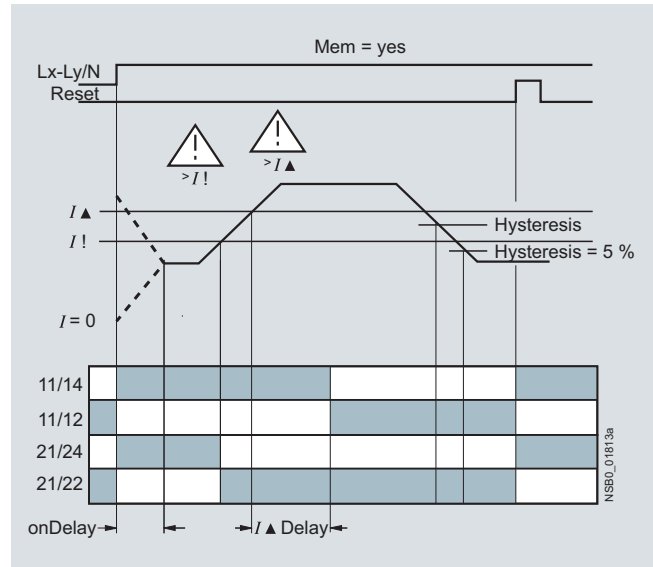 Mem = yes
Lx-Ly/N
Reset
>I !
>I ▲
I ▲
Hysteresis
I !
Hysteresis = 5 %
I = 0
11/14
11/12
21/24
21/22
NSB0_01813a
onDelay
I ▲ Delay